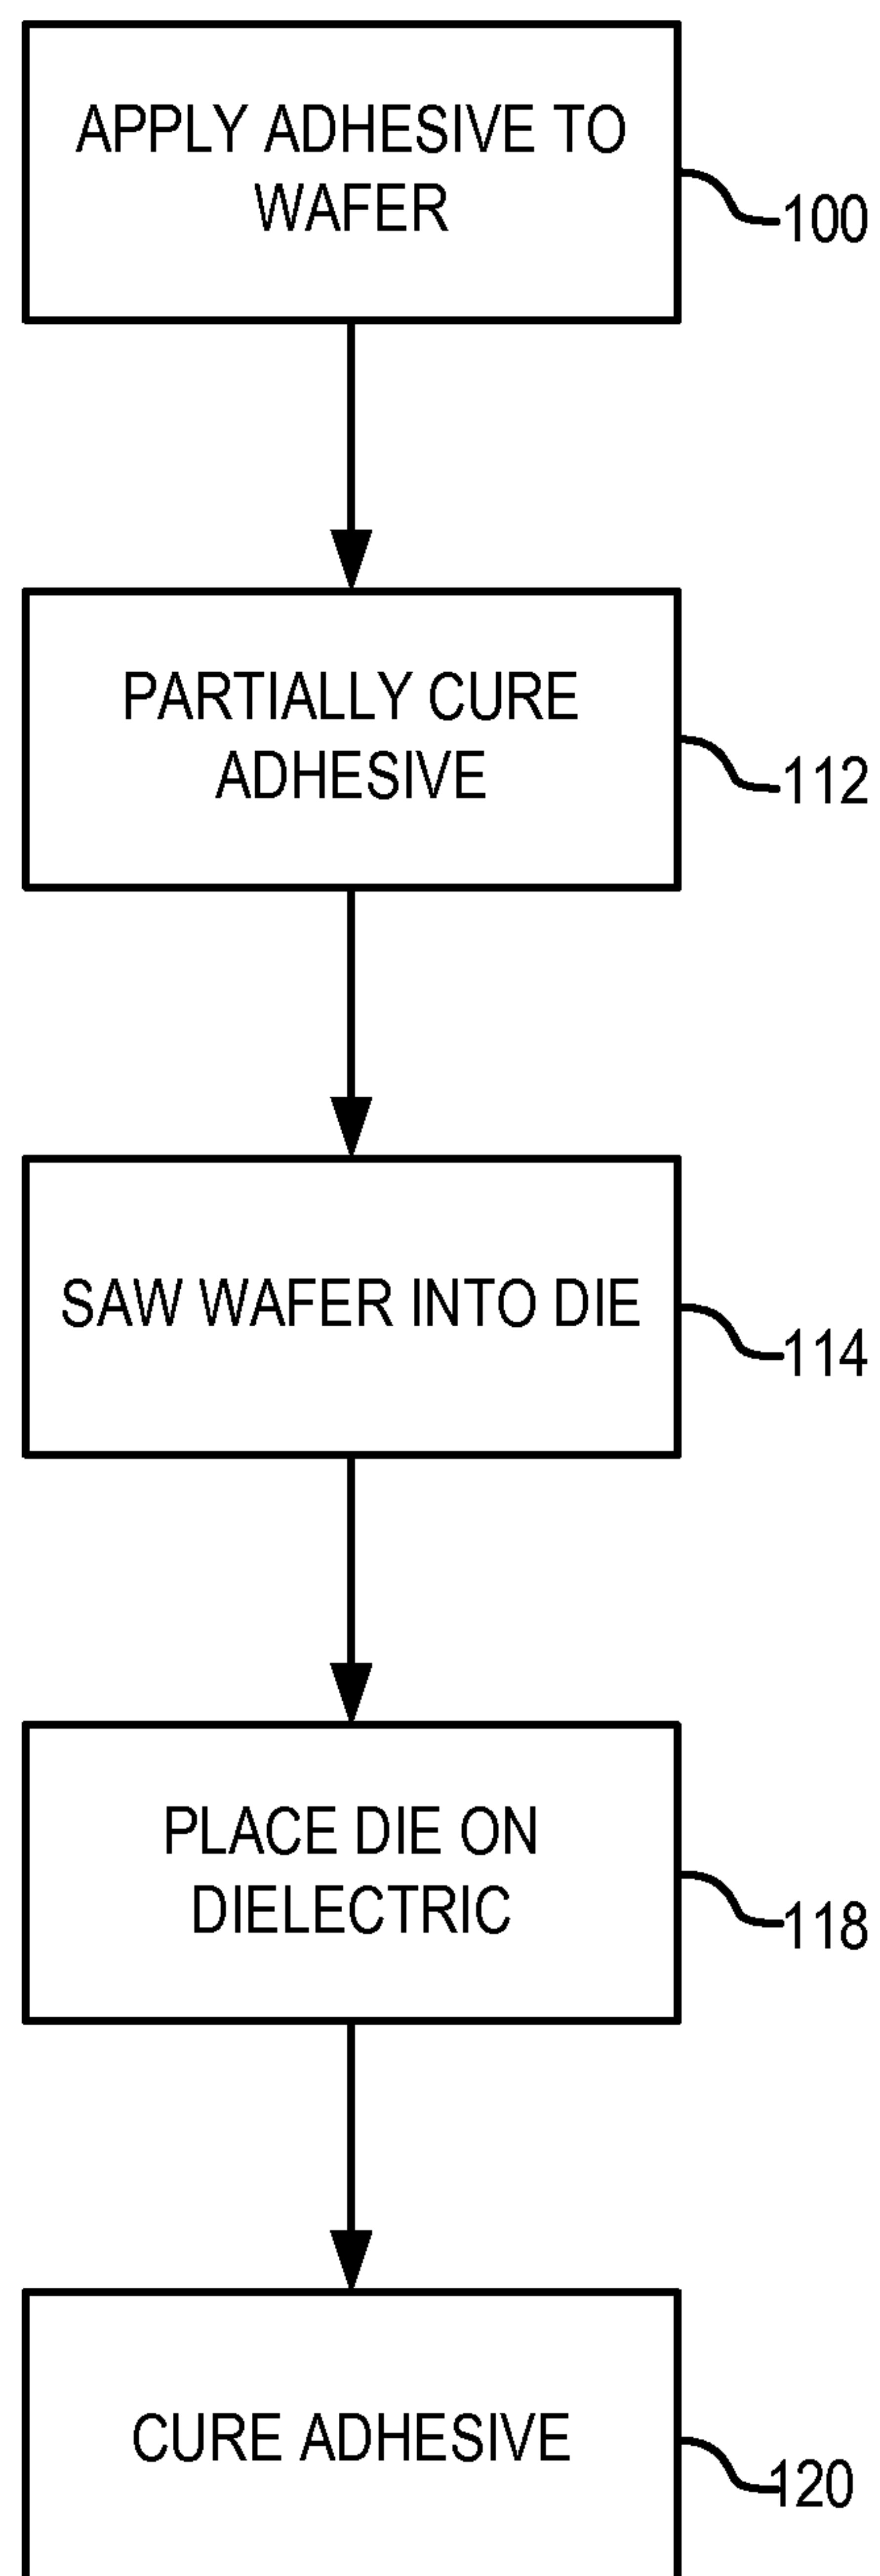 APPLY ADHESIVE TO
WAFER
100
PARTIALLY CURE
ADHESIVE
112
SAW WAFER INTO DIE
114
PLACE DIE ON
DIELECTRIC
118
CURE ADHESIVE
120